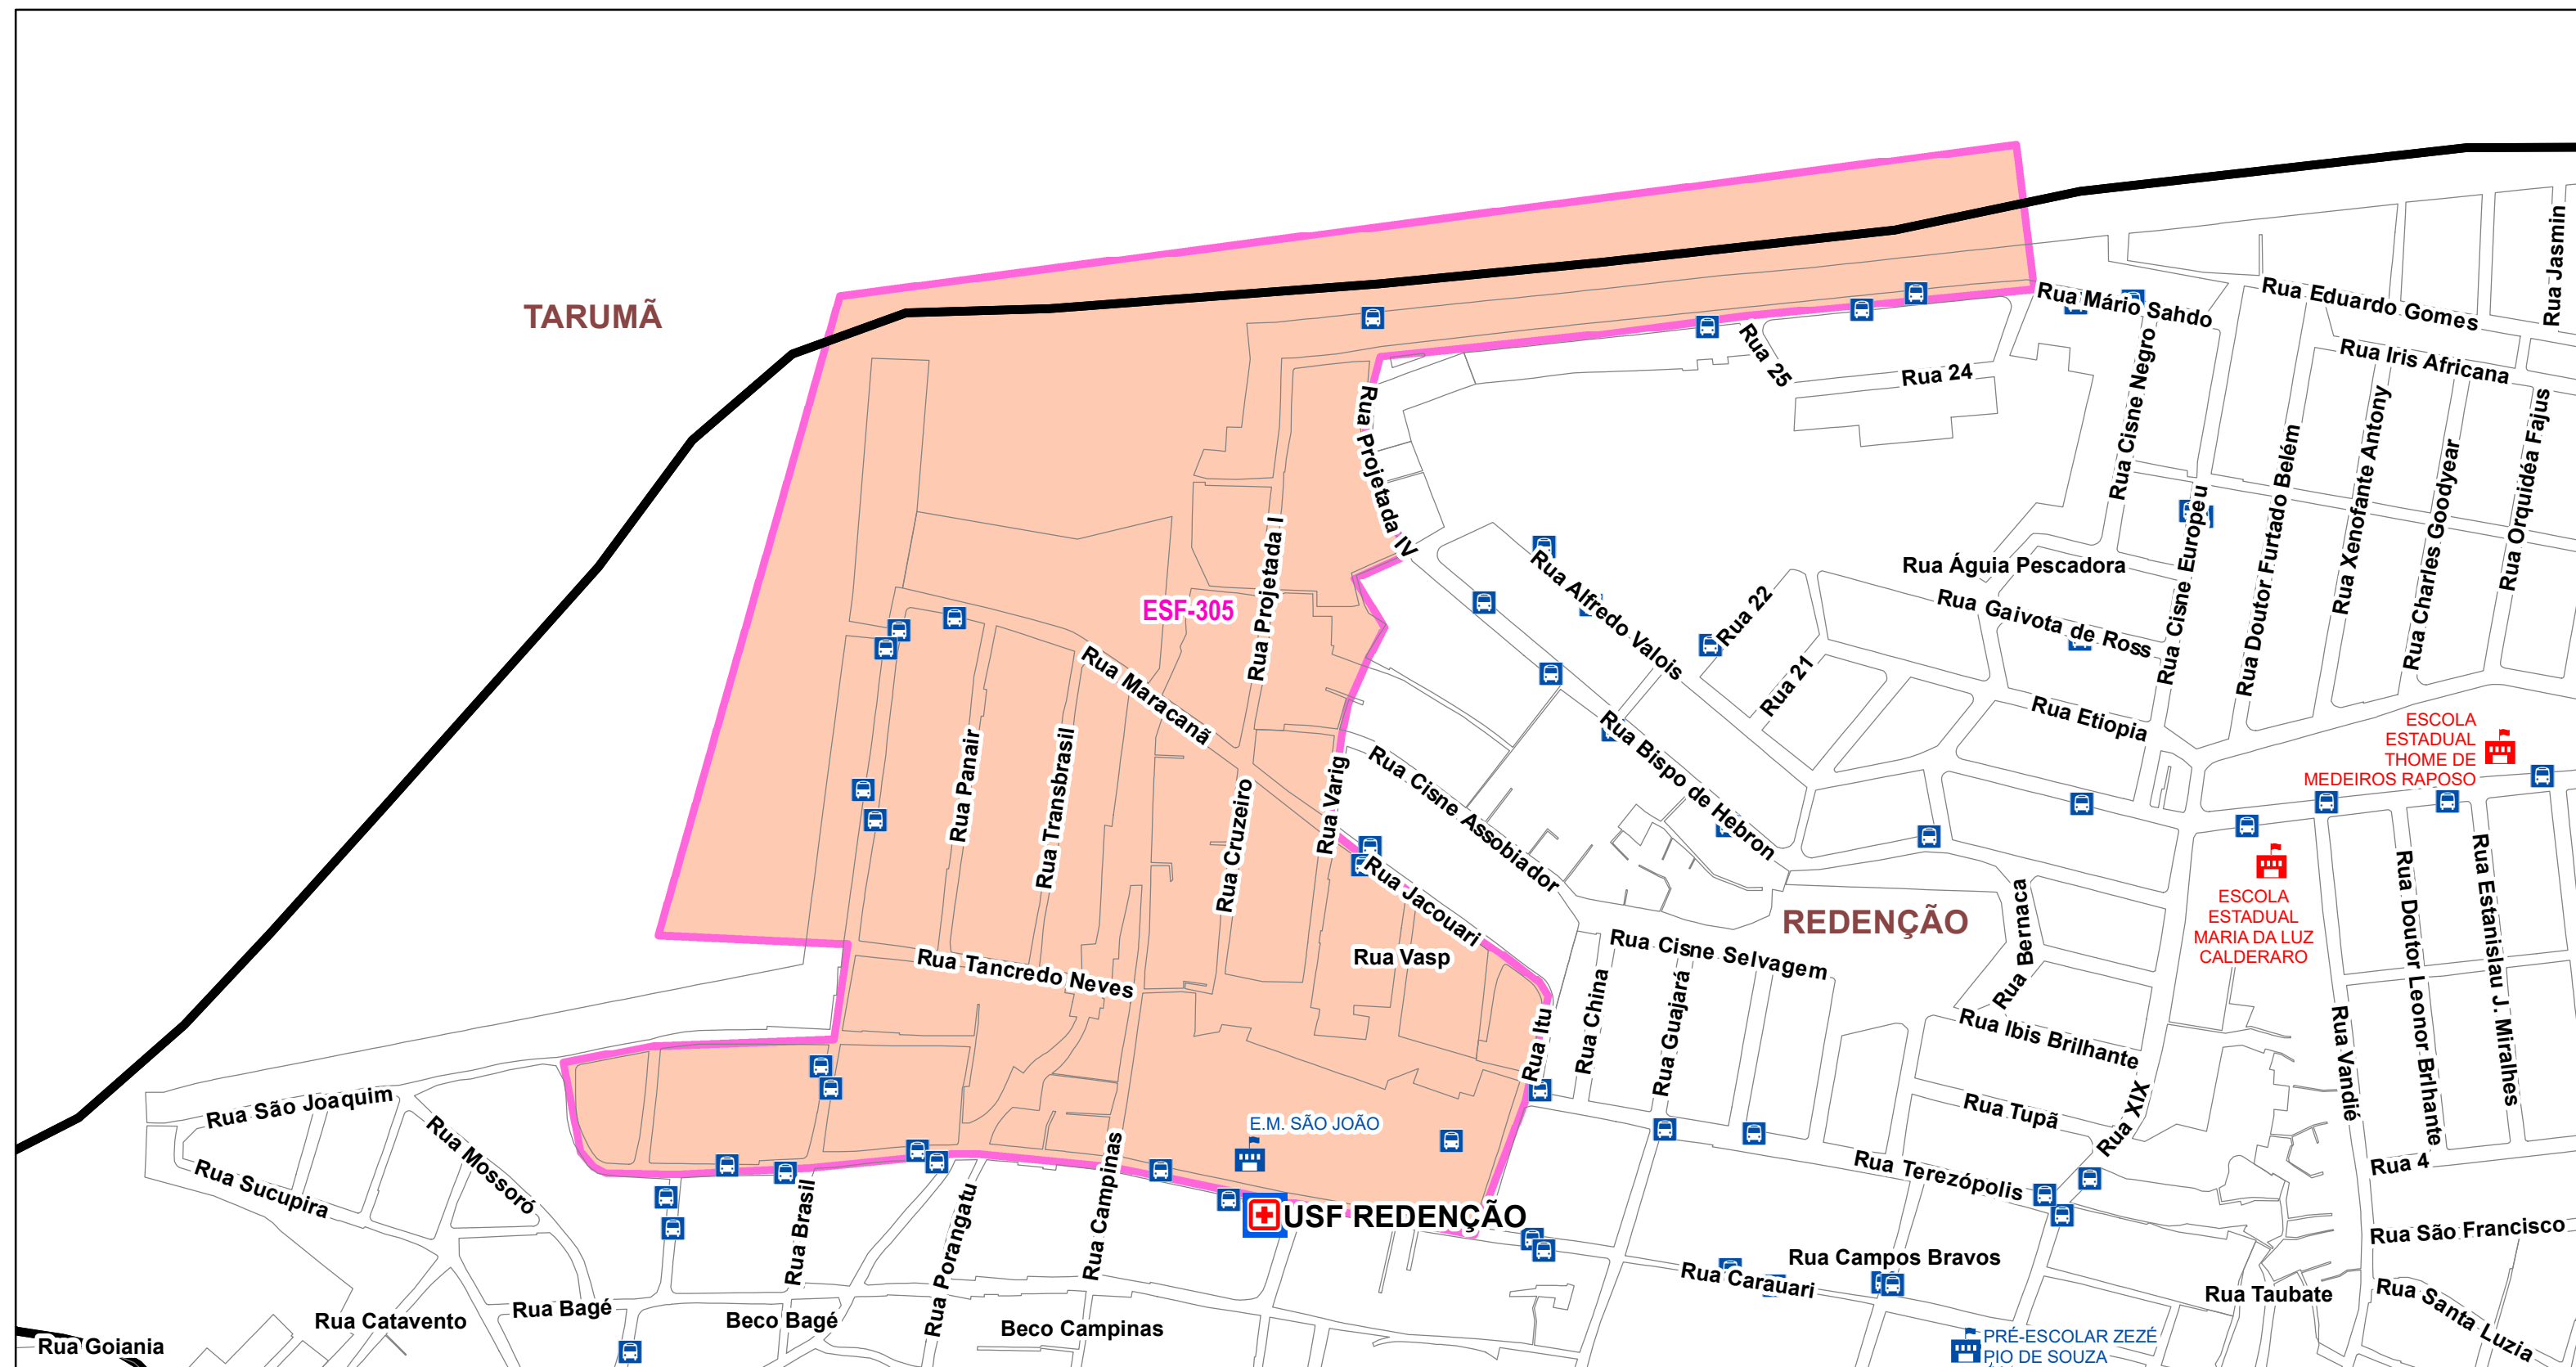 TARUMÃ
Rua Jasmin
Rua Mário Sahdo
Rua Eduardo Gomes
Rua Iris Africana
Rua 25
Rua 24
Rua Projetada IV
Rua Cisne Negro
Rua Xenofante Antony
Rua Charles Goodyear
Rua Orquidéa Fajus
Rua Doutor Furtado Belém
Rua Cisne Europeu
Rua Projetada I
ESF-305
Rua Alfredo Valois
Rua 22
Rua 21
Rua Águia Pescadora
Rua Gaivota de Ross
Rua Etiopia
Rua Maracanã
Rua Panair
Rua Transbrasil
Rua Cruzeiro
Rua Varig
Rua Cisne Assobiador
Rua Bispo de Hebron
ESCOLA
ESTADUAL
THOME DE
MEDEIROS RAPOSO
ESCOLA
ESTADUAL
MARIA DA LUZ
CALDERARO
Rua Jacouari
REDENÇÃO
Rua Bernaca
Rua Doutor Leonor Brilhante
Rua Estanislau J. Miralhes
Rua Tancredo Neves
Rua Vasp
Rua Cisne Selvagem
Rua Itu
Rua China
Rua Guajará
Rua Ibis Brilhante
Rua Vandié
Rua São Joaquim
Rua Mossoró
Rua Sucupira
E.M. SÃO JOÃO
Rua Tupã
Rua XIX
Rua 4
Rua Terezópolis
Rua Brasil
Rua Porangatu
Rua Campinas
USF REDENÇÃO
Rua São Francisco
Rua Campos Bravos
Rua Carauari
Rua Taubate
Rua Santa Luzia
Rua Catavento
Rua Bagé
Beco Bagé
Beco Campinas
Rua Goiania
PRÉ-ESCOLAR ZEZÉ
PIO DE SOUZA